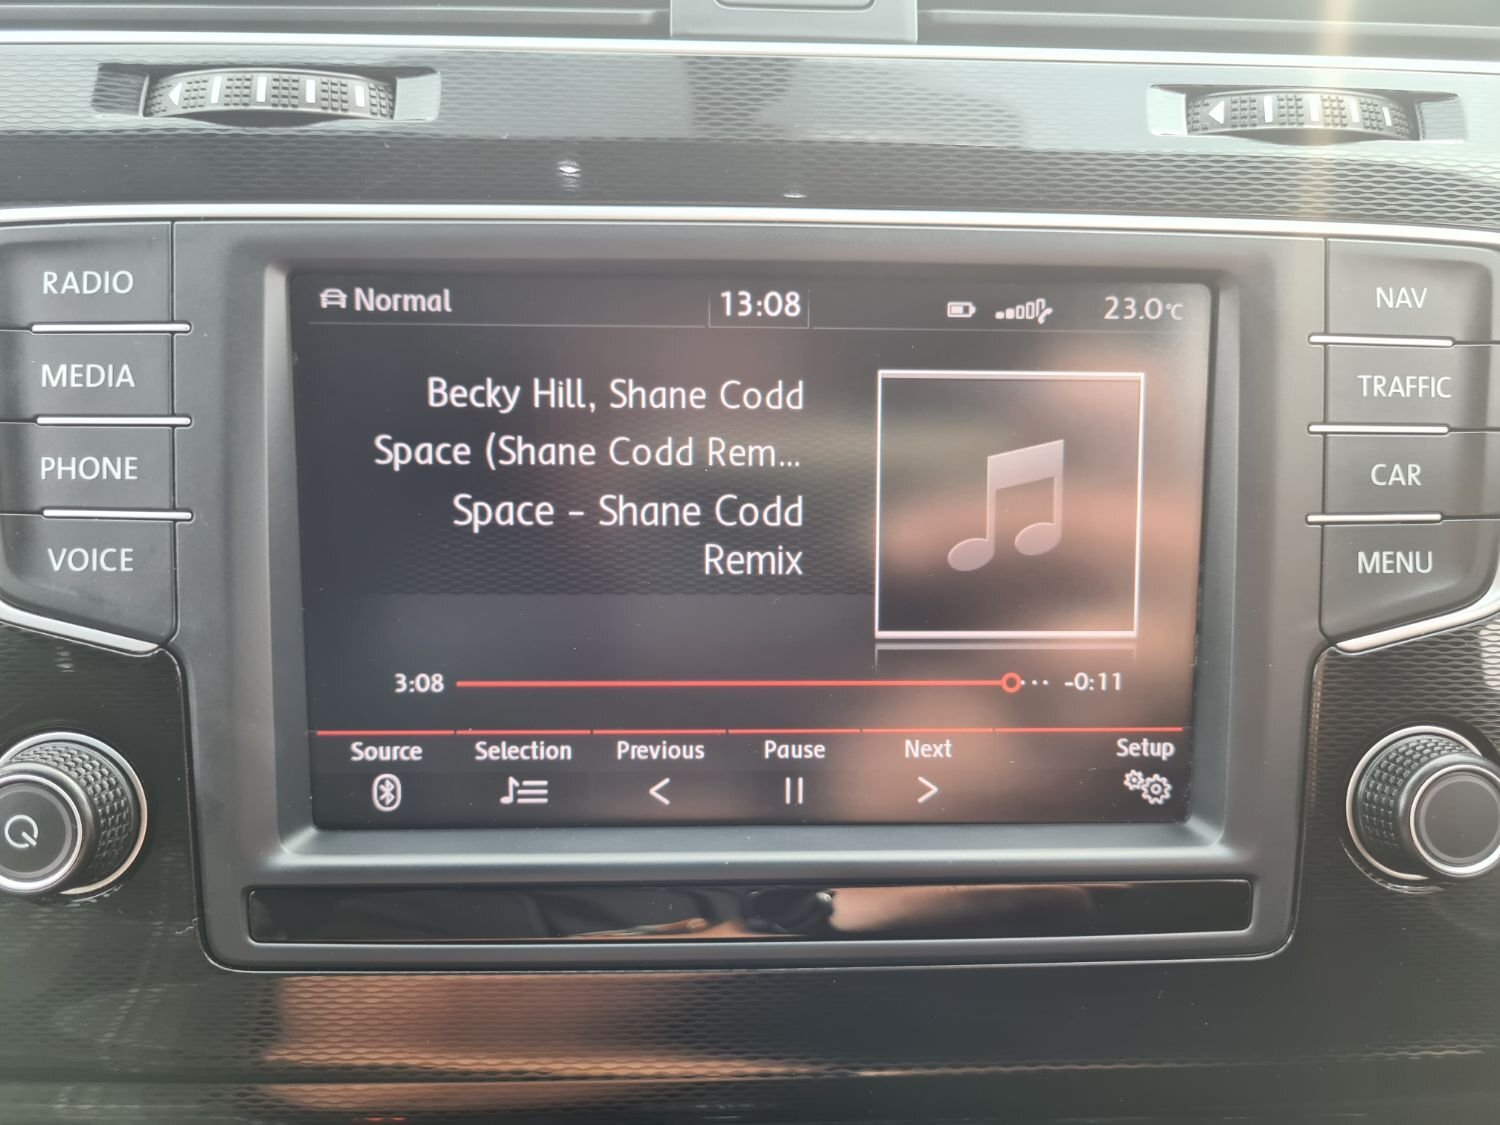 RADIO
MEDIA
PHONE
VOICE
Normal
13:08
23.0°C
Becky Hill, Shane Codd
Space (Shane Codd Rem...
Space - Shane Codd
Remix
3:08
-0:11
Source
Selection
Previous
Pause
Next
Setup
NAV
TRAFFIC
CAR
MENU